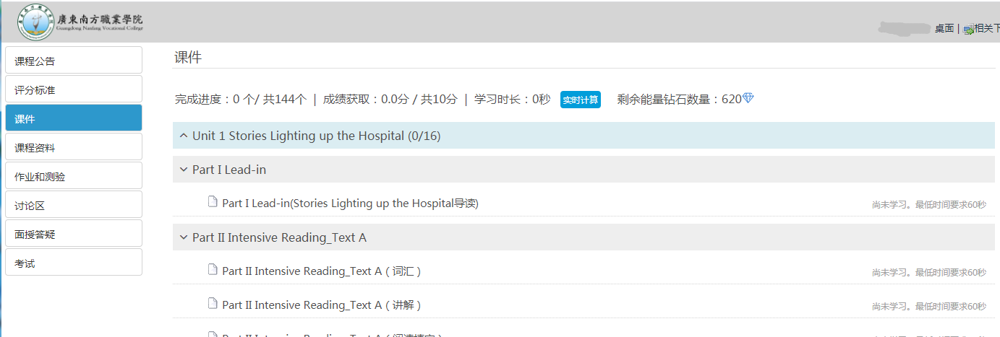 廣東南方職業學院
Guangdong Nanfang Vocational College
桌面 | 相关下
课程公告
评分标准
课件
课程资料
作业和测验
讨论区
面授答疑
考试
课件
完成进度：0 个/ 共144个 | 成绩获取：0.0分 / 共10分 | 学习时长：0秒 实时计算 剩余能量钻石数量：620
Unit 1 Stories Lighting up the Hospital (0/16)
Part I Lead-in
Part I Lead-in(Stories Lighting up the Hospital导读) 尚未学习。最低时间要求60秒
Part II Intensive Reading_Text A
Part II Intensive Reading_Text A ( 词汇 ) 尚未学习。最低时间要求60秒
Part II Intensive Reading_Text A ( 讲解 ) 尚未学习。最低时间要求60秒
Part II Intensive Reading_Text A